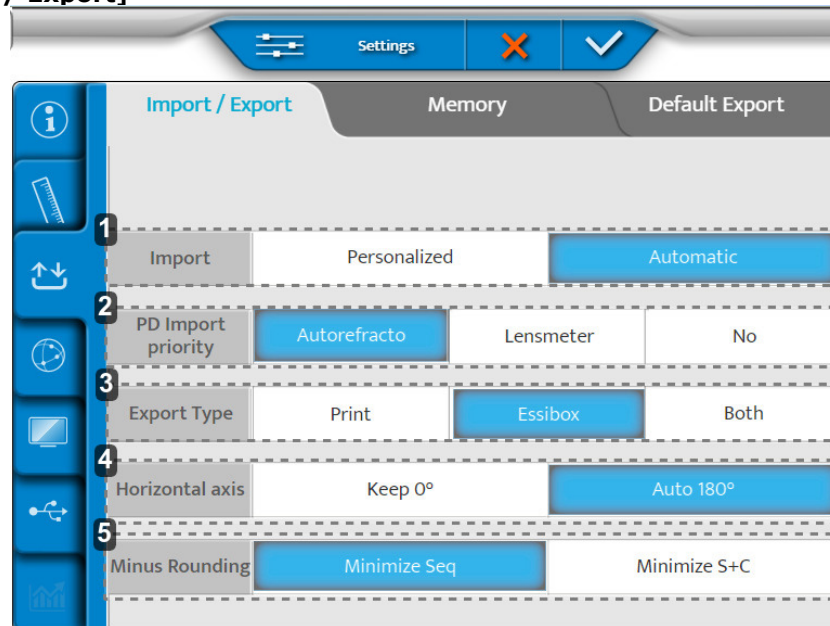 / Export]
Settings
Import / Export Memory Default Export
1
Import Personalized Automatic
2
PD Import
priority Autorefracto Lensmeter No
3
Export Type Print Essibox Both
4
Horizontal axis Keep 0° Auto 180°
5
Minus Rounding Minimize Seq Minimize S+C